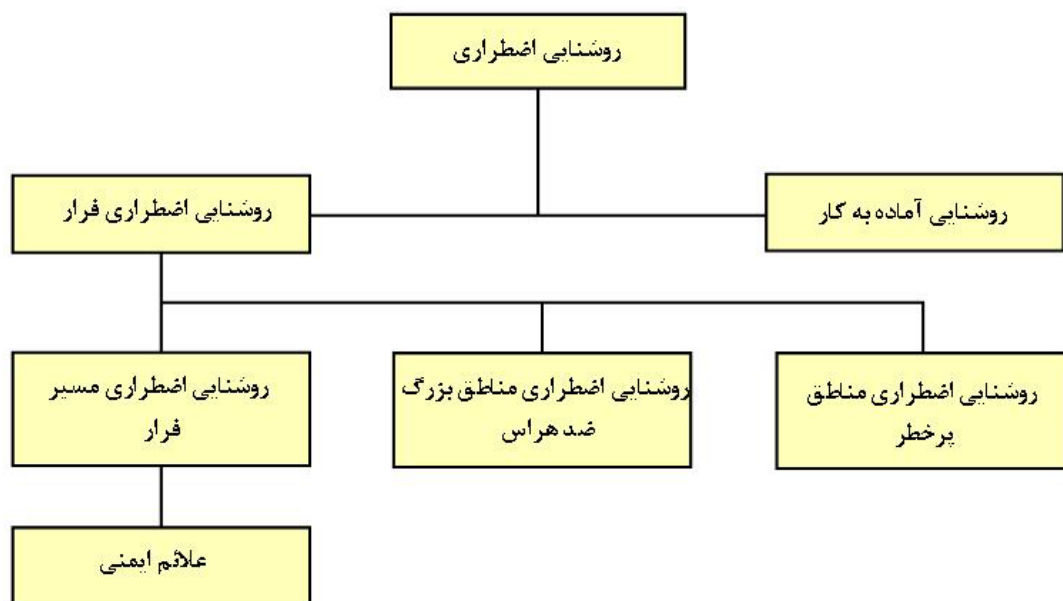 روشنایی اضطراری
روشنایی آماده به کار
روشنایی اضطراری فرار
روشنایی اضطراری مناطق
پرخطر
روشنایی اضطراری مناطق بزرگ
ضد هراس
روشنایی اضطراری مسیر
فرار
علائم ایمنی